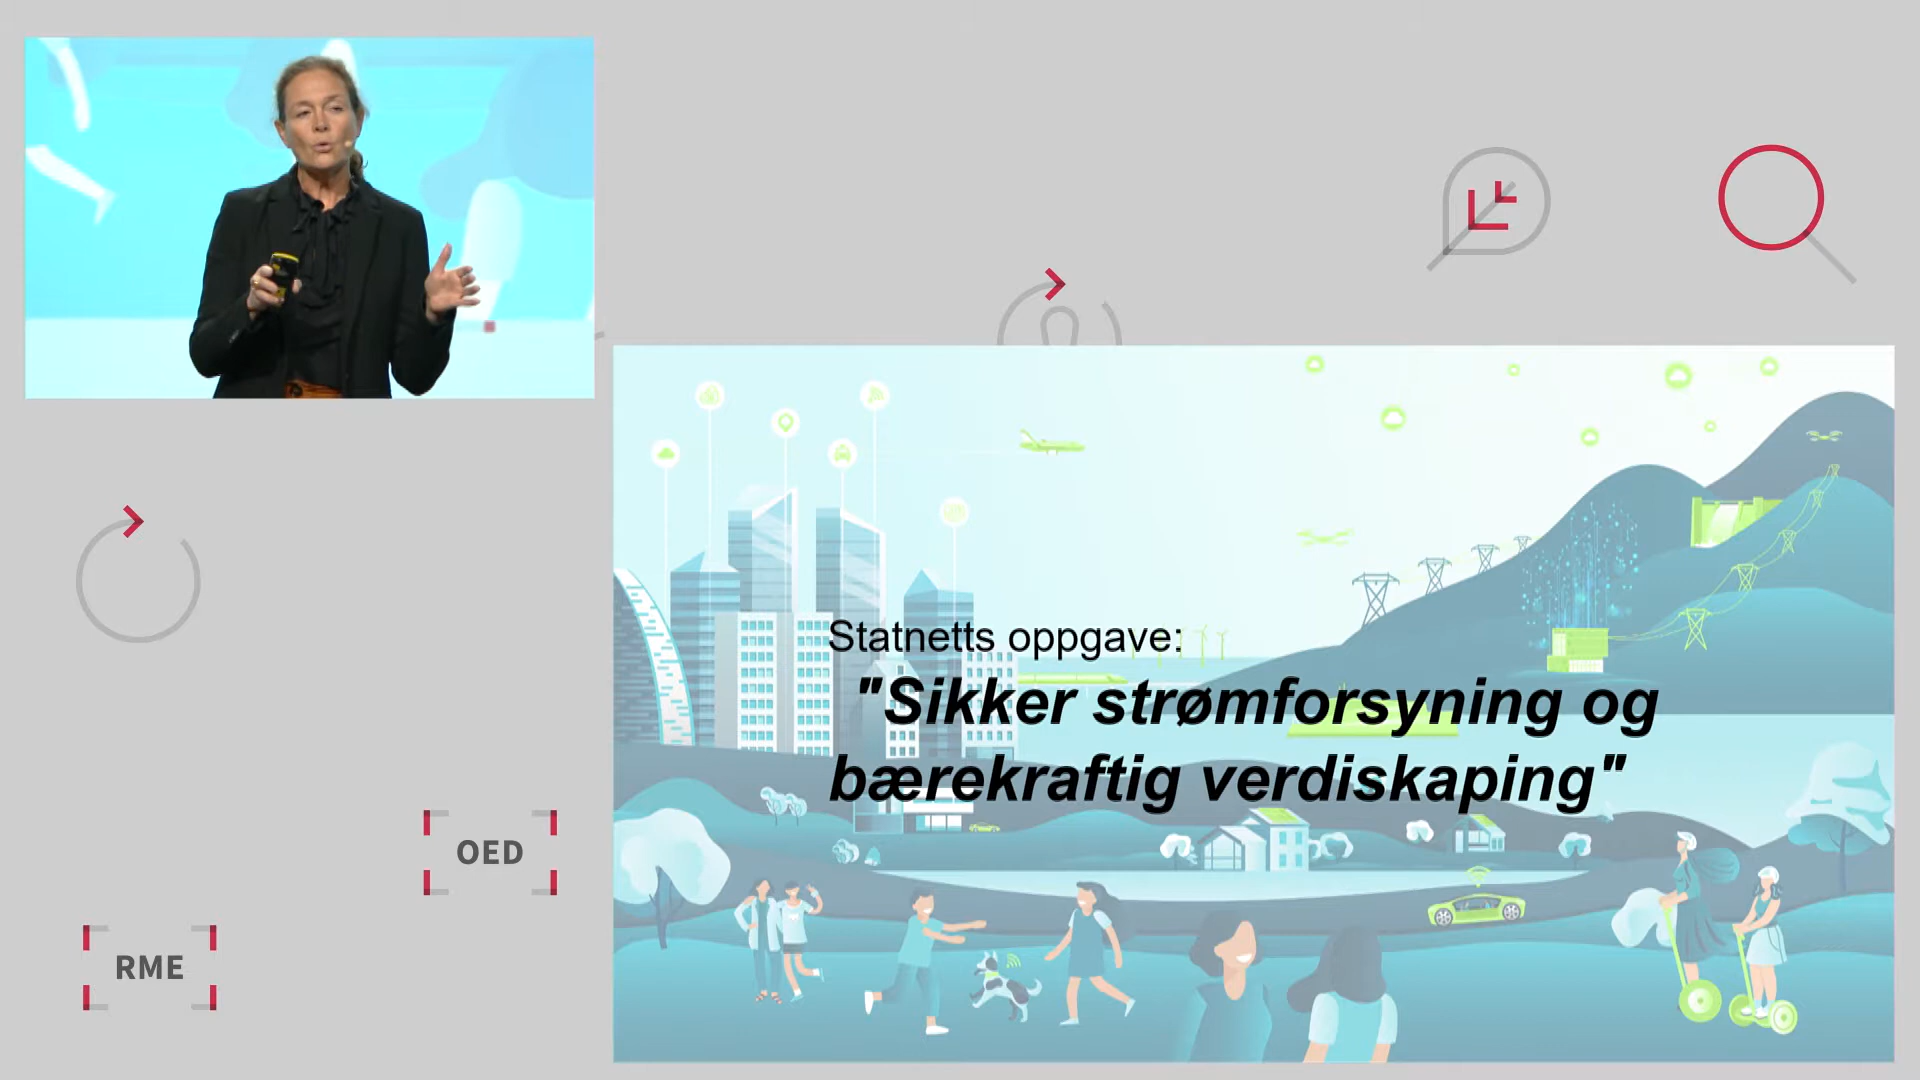 Statnetts oppgave:
"Sikker strømforsyning og
bærekraftig verdiskaping"
OED
RME